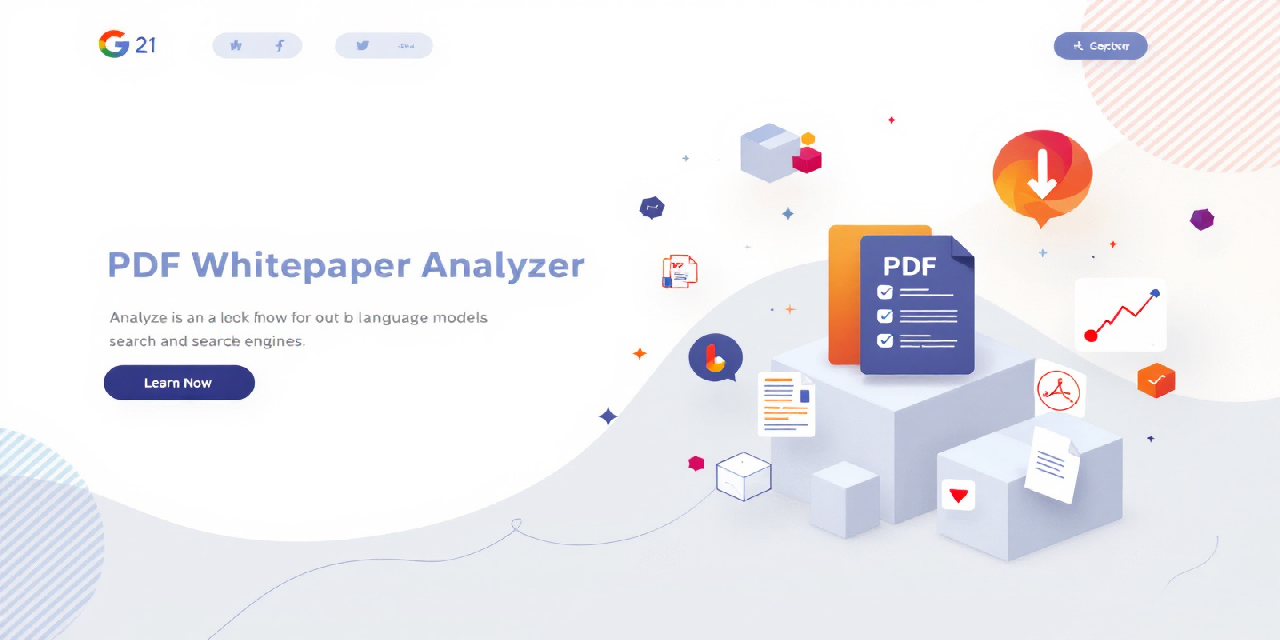 G 21
PDF Whitepaper Analyzer
Analyze is an a lock fnow for out b language models
search and search engines.
Learn Now
PDF